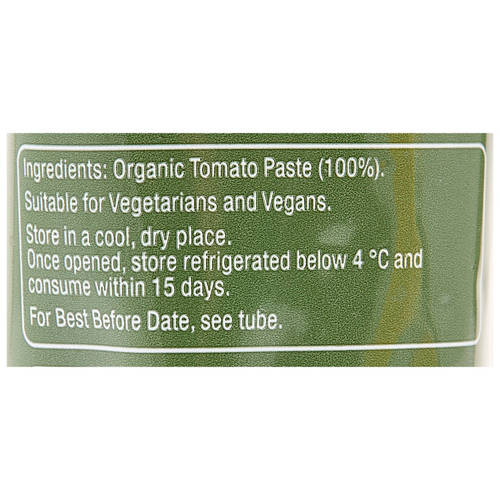 Ingredients: Organic Tomato Paste (100%).
Suitable for Vegetarians and Vegans.
Store in a cool, dry place.
Once opened, store refrigerated below 4 °C and
consume within 15 days.
For Best Before Date, see tube.